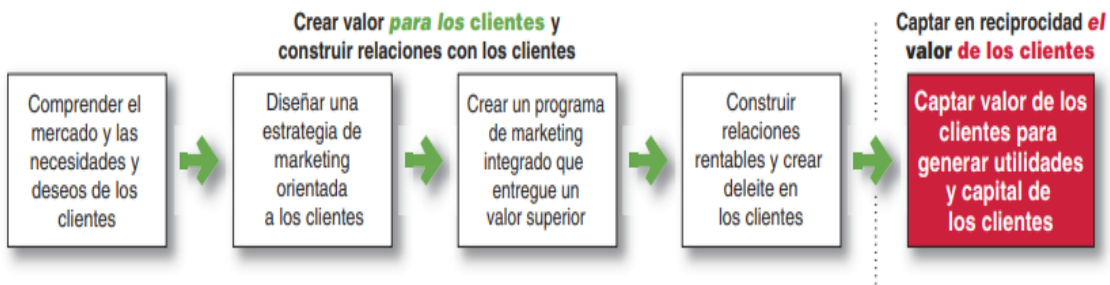 Crear valor para los clientes y
construir relaciones con los clientes
Captar en reciprocidad el
valor de los clientes
Comprender el
mercado y las
necesidades y
deseos de los
clientes
Diseñar una
estrategia de
marketing
orientada
a los clientes
Crear un programa
de marketing
integrado que
entregue un
valor superior
Construir
relaciones
rentables y crear
deleite en
los clientes
Captar valor de los
clientes para
generar utilidades
y capital de
los clientes